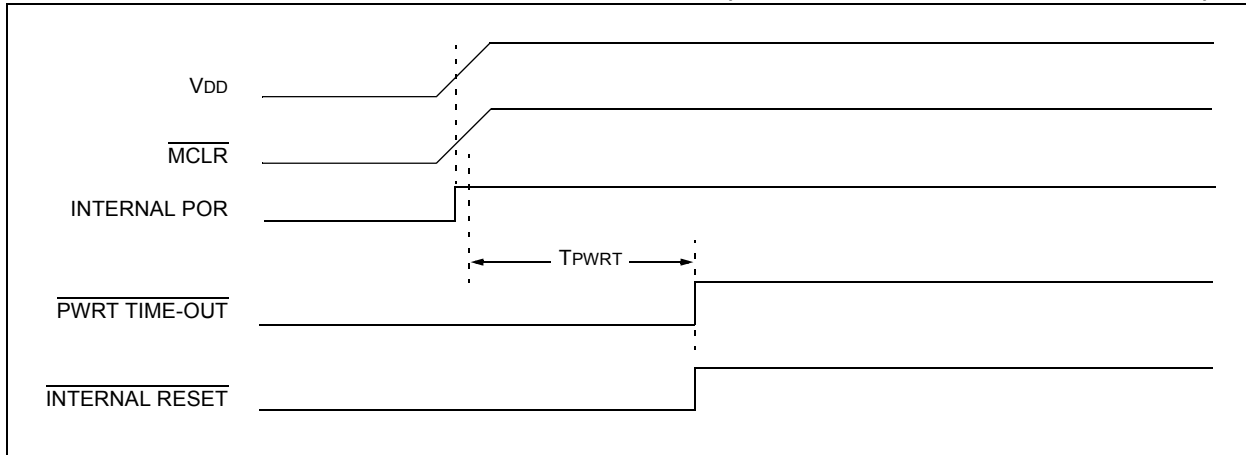 VDD
MCLR
INTERNAL POR
TPWRT
PWRT TIME-OUT
INTERNAL RESET